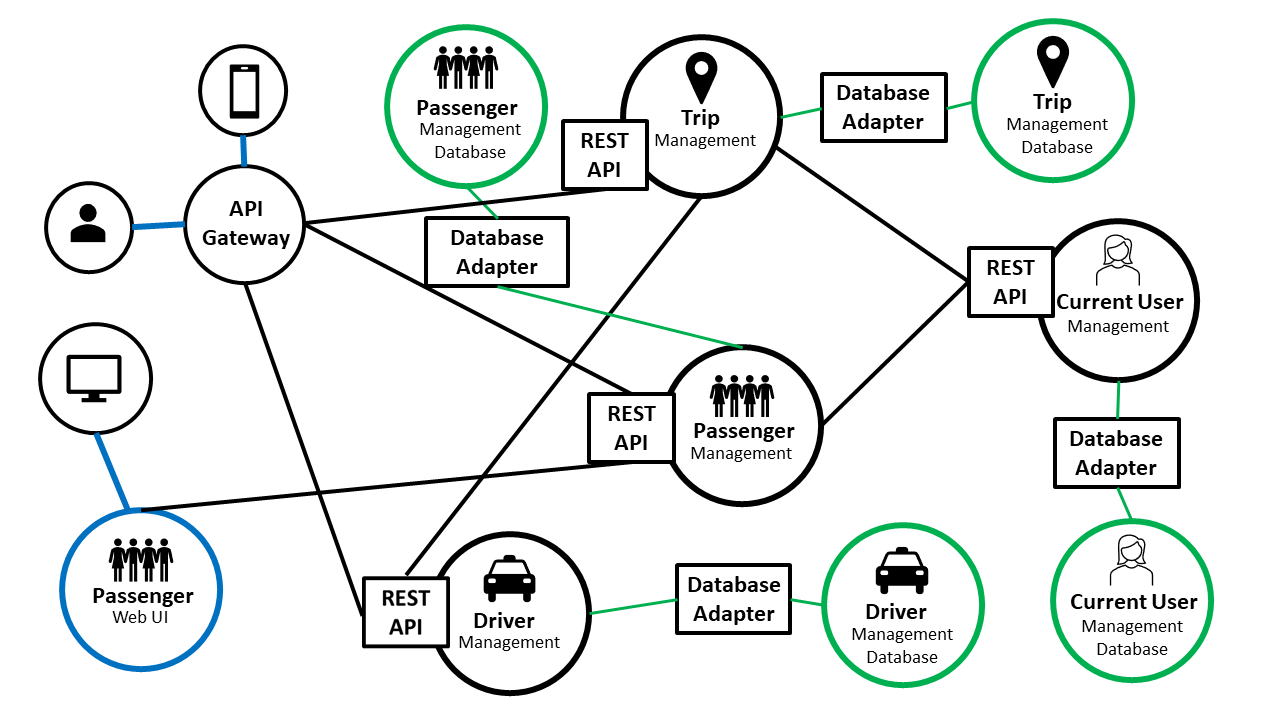 Passenger
Management
Database
Trip
Management
REST
API
Database
Adapter
Trip
Management
Database
API
Gateway
Database
Adapter
REST
API
Current User
Management
REST
API
Passenger
Management
Database
Adapter
Passenger
Web UI
REST
API
Driver
Management
Database
Adapter
Driver
Management
Database
Current User
Management
Database